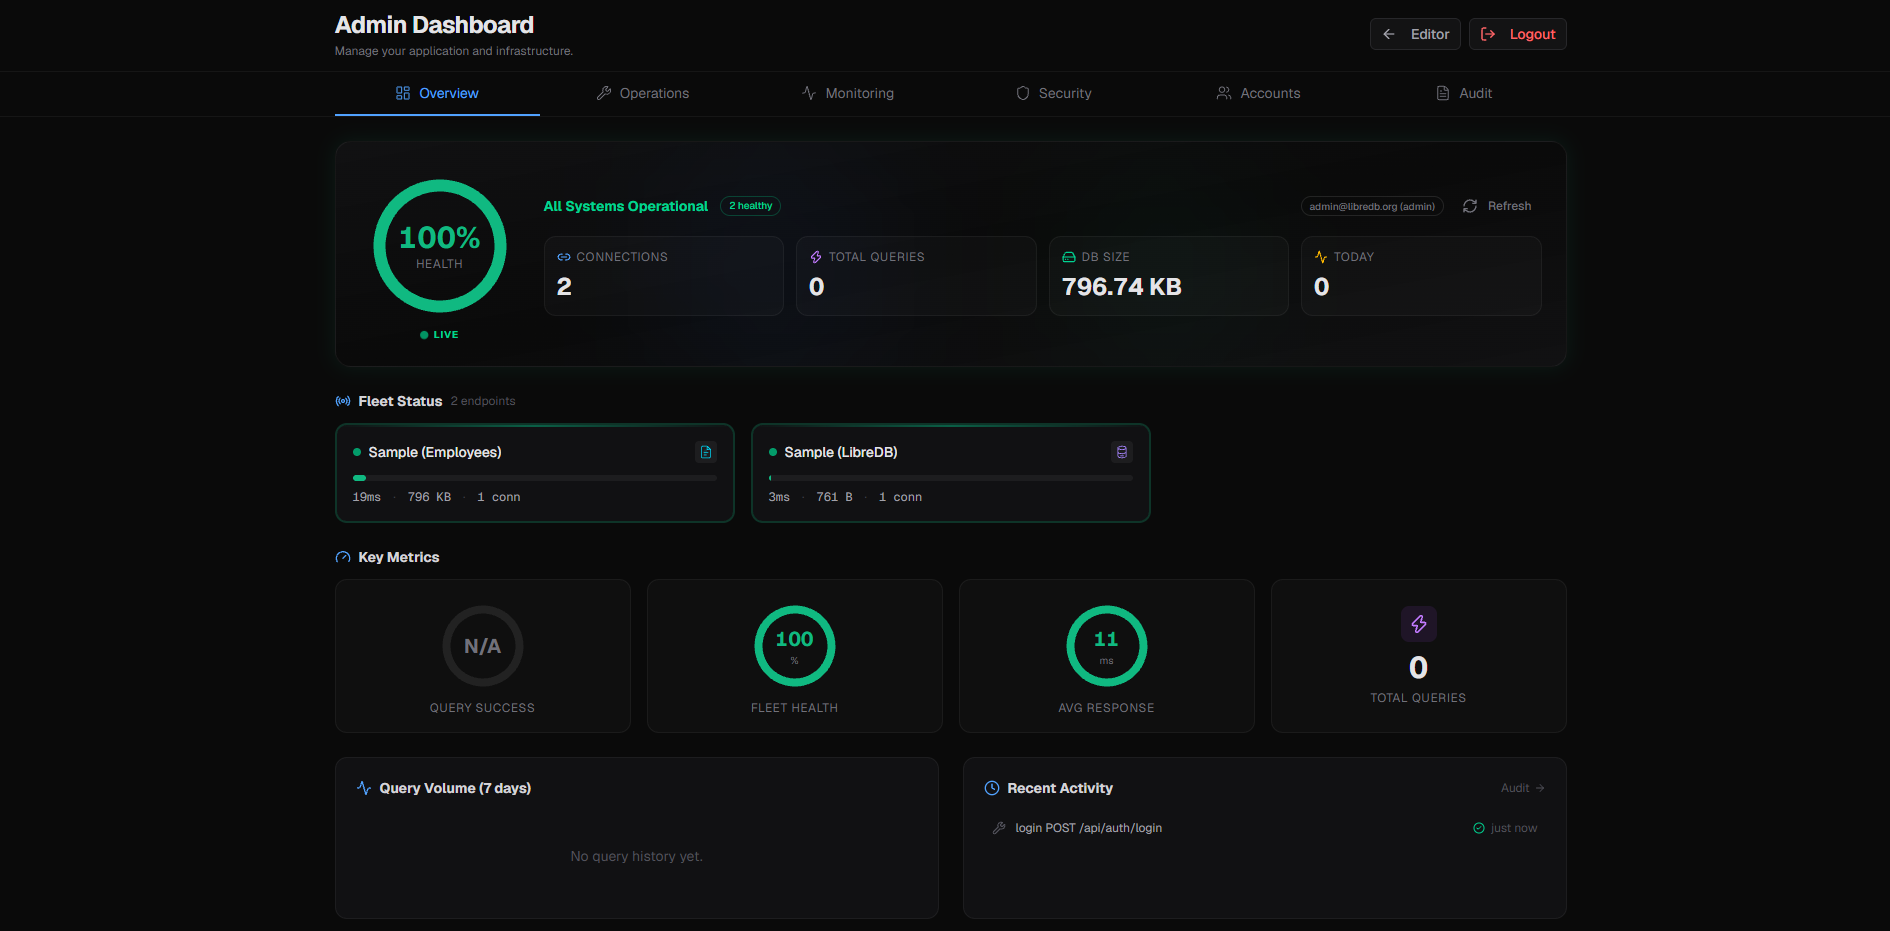 Admin Dashboard
Manage your application and infrastructure.
Editor
Logout
Overview
Operations
Monitoring
Security
Accounts
Audit
100%
HEALTH
LIVE
All Systems Operational
2 healthy
admin@libredb.org (admin)
Refresh
CONNECTIONS
2
TOTAL QUERIES
0
DB SIZE
796.74 KB
TODAY
0
Fleet Status 2 endpoints
Sample (Employees)
19ms · 796 KB · 1 conn
Sample (LibreDB)
3ms · 761 B · 1 conn
Key Metrics
N/A
QUERY SUCCESS
100
%
FLEET HEALTH
11
ms
AVG RESPONSE
0
TOTAL QUERIES
Query Volume (7 days)
No query history yet.
Recent Activity
Audit →
login POST /api/auth/login
just now